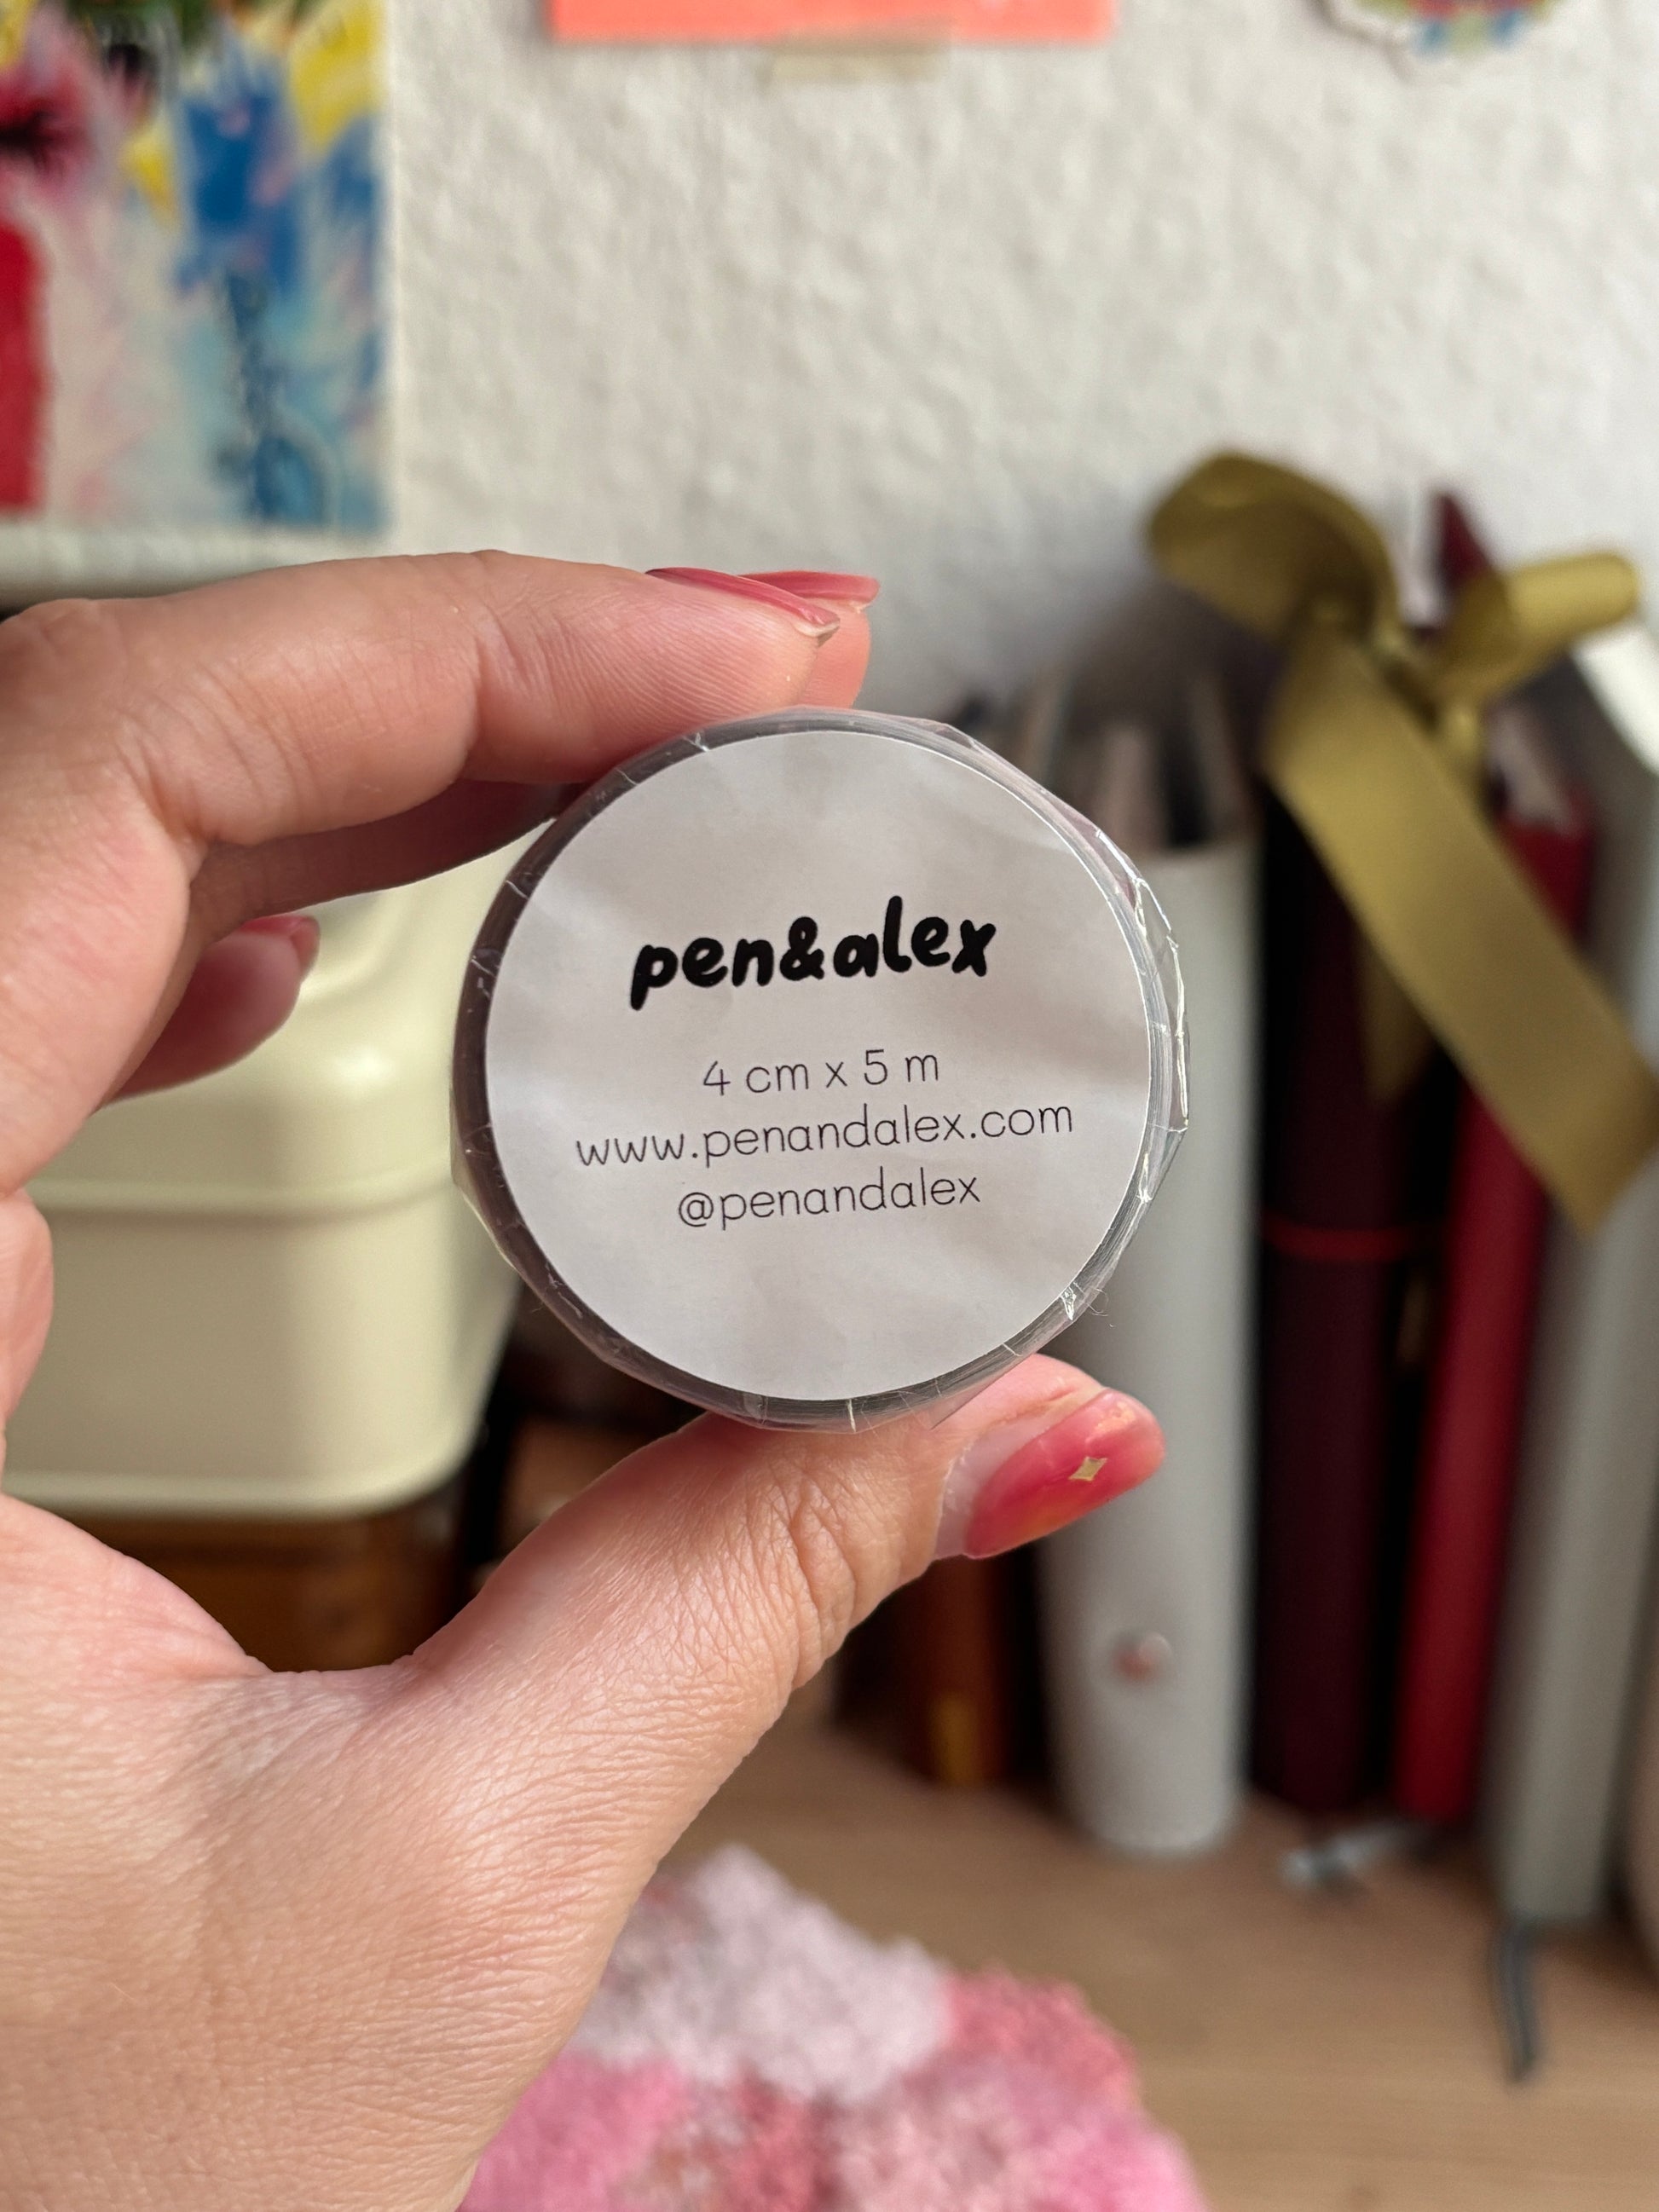 pen&alex
4 cm x 5 m
www.penandalex.com
@penandalex